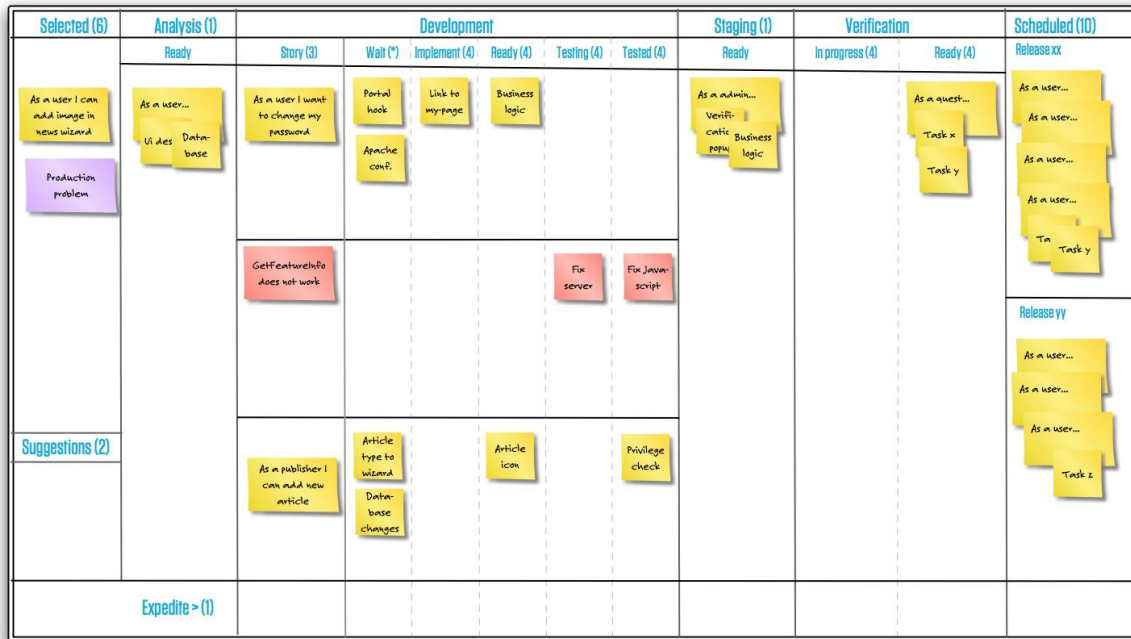 Selected (6)
Analysis (1)
Development
Staging (1)
Verification
Scheduled (10)
Ready
Story (3)
Wait (*)
Implement (4)
Ready (4)
Testing (4)
Tested (4)
Ready
In progress (4)
Ready (4)
Release xx
As a user I can
add image in
news wizard
Production
problem
As a user...
Ui des
Data-
base
As a user I want
to change my
password
Portal
hook
Apache
conf.
Link to
my-page
Business
logic
As a admin...
Verifi-
catio
popu
Business
logic
As a quest...
Task x
Task y
As a user...
As a user...
As a user...
As a user...
Ta
Task y
GetFeatureInfo
does not work
Fix
server
Fix Java-
script
Release yy
As a user...
As a user...
As a user...
Task z
Suggestions (2)
As a publisher I
can add new
article
Article
type to
wizard
Data-
base
changes
Article
icon
Privilege
check
Expedite > (1)